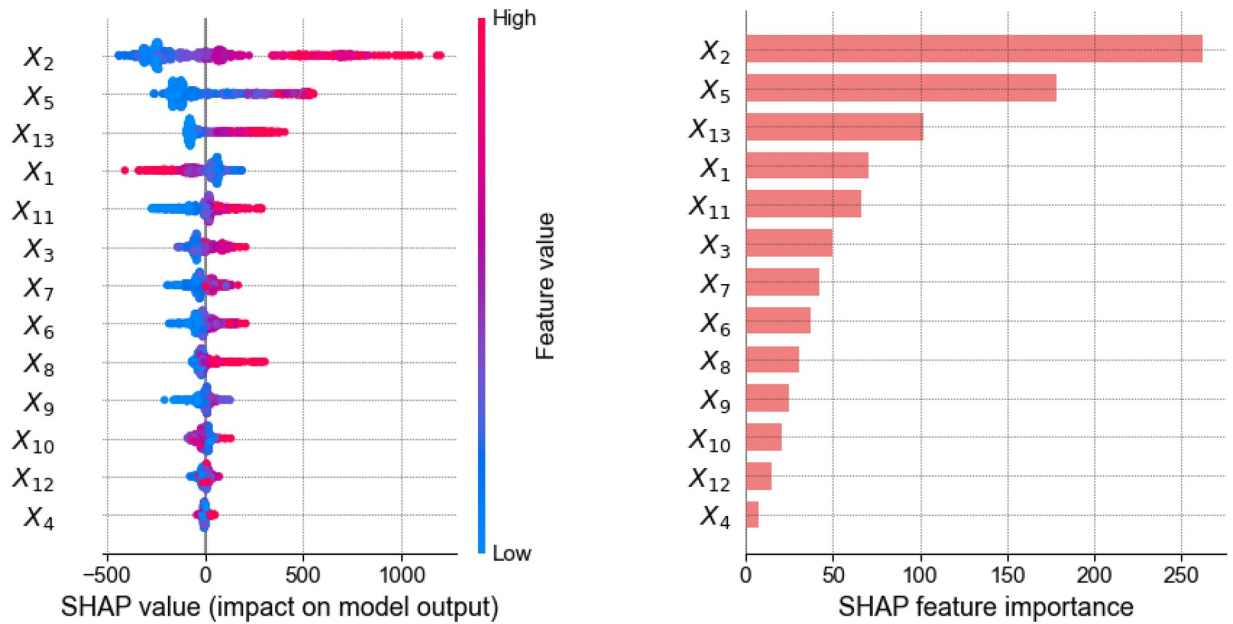 High
X2
X5
X13
X1
X11
X3
X7
X6
X8
X9
X10
X12
X4
Feature value
Low
−500 0 500 1000
SHAP value (impact on model output)
X2
X5
X13
X1
X11
X3
X7
X6
X8
X9
X10
X12
X4
0 50 100 150 200 250
SHAP feature importance